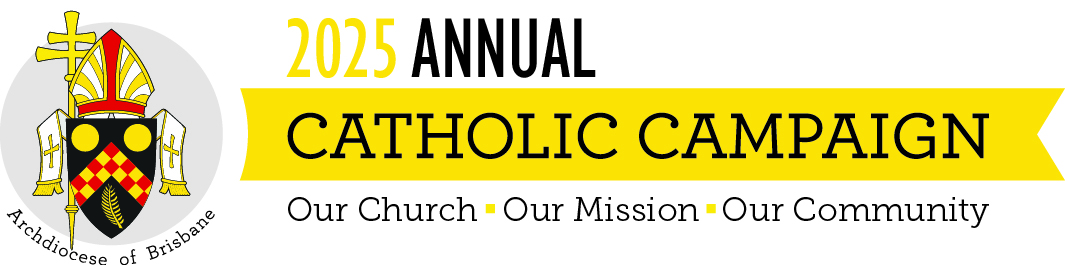 2025 ANNUAL
CATHOLIC CAMPAIGN
Our Church ▪ Our Mission ▪ Our Community
Archdiocese of Brisbane